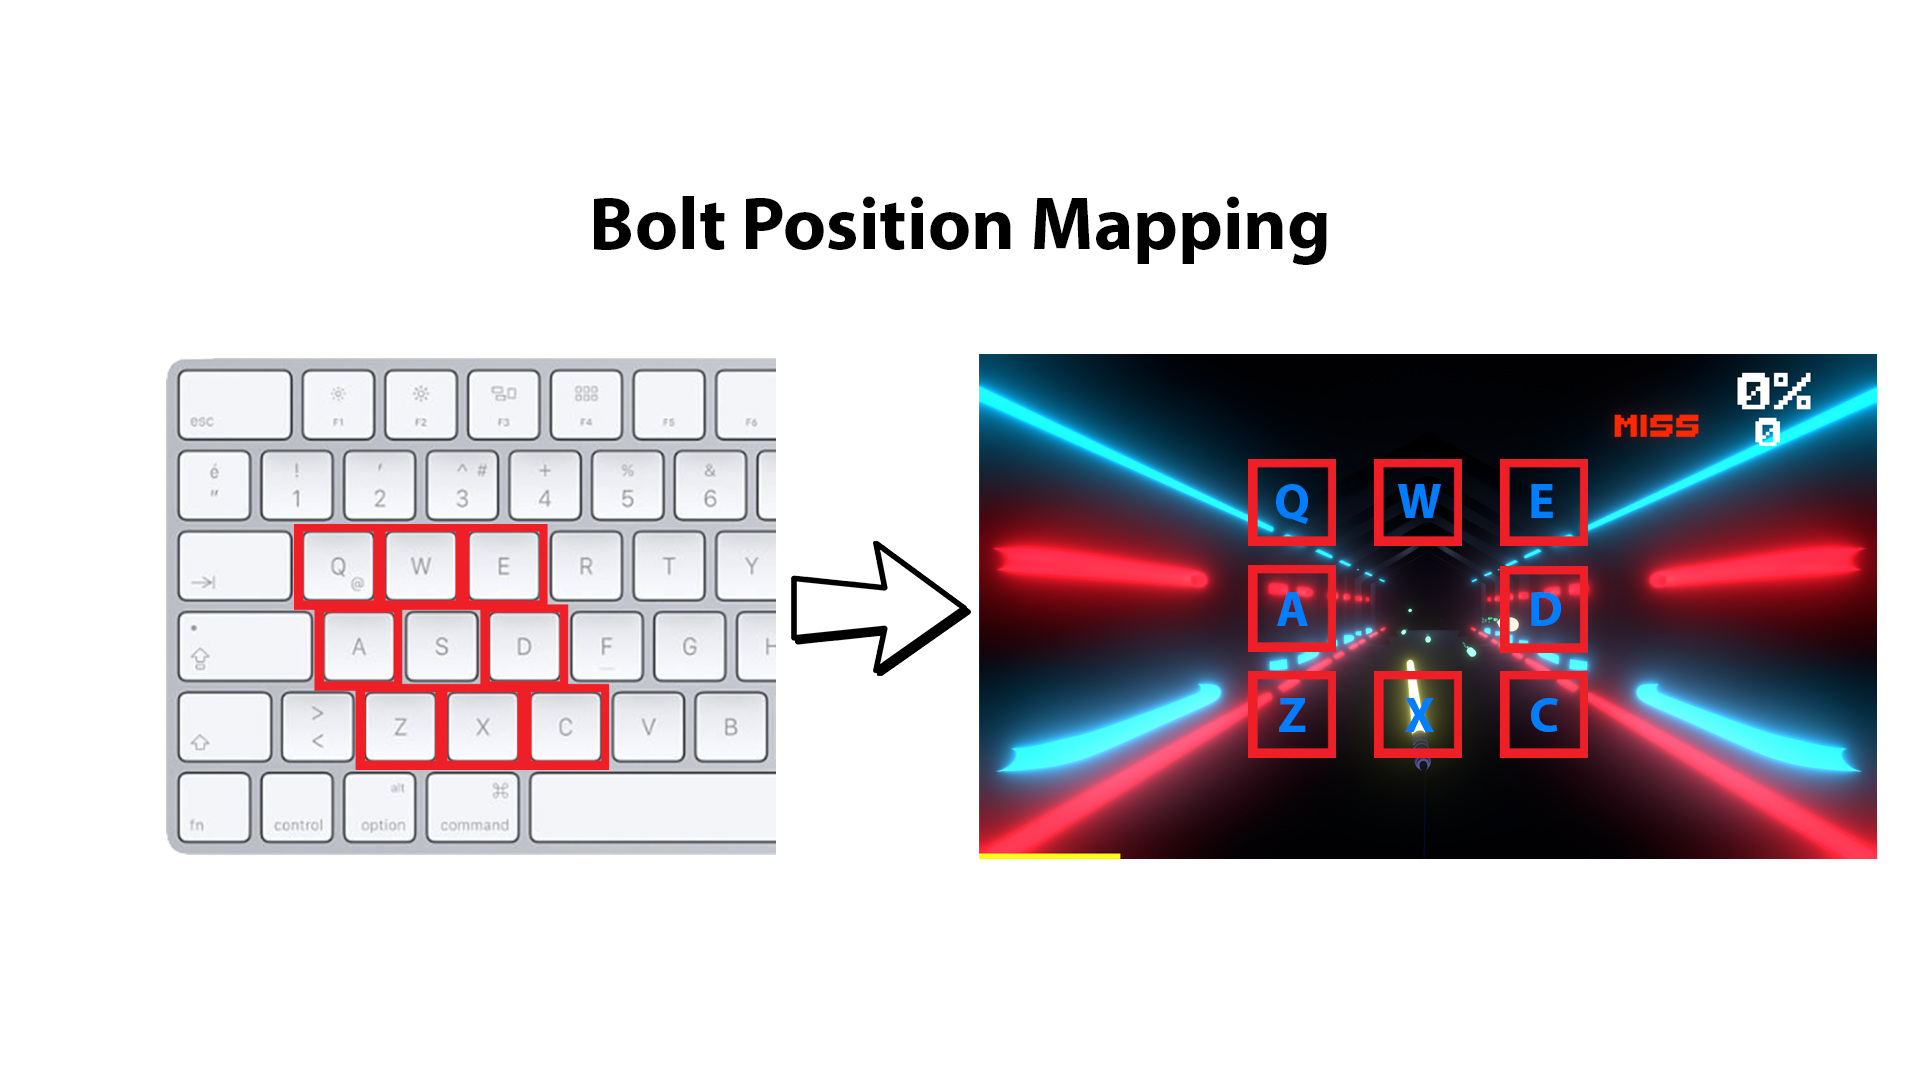 Bolt Position Mapping
esc F1 F2 F3 F4 F5 F6
é " ! 1 ' 2 ^ # 3 + 4 % 5 & 6
Q @ W E R T Y
A S D F G H
> < Z X C V B
fn control alt option ⌘ command
0%
MISS
0
Q W E
A D
Z X C